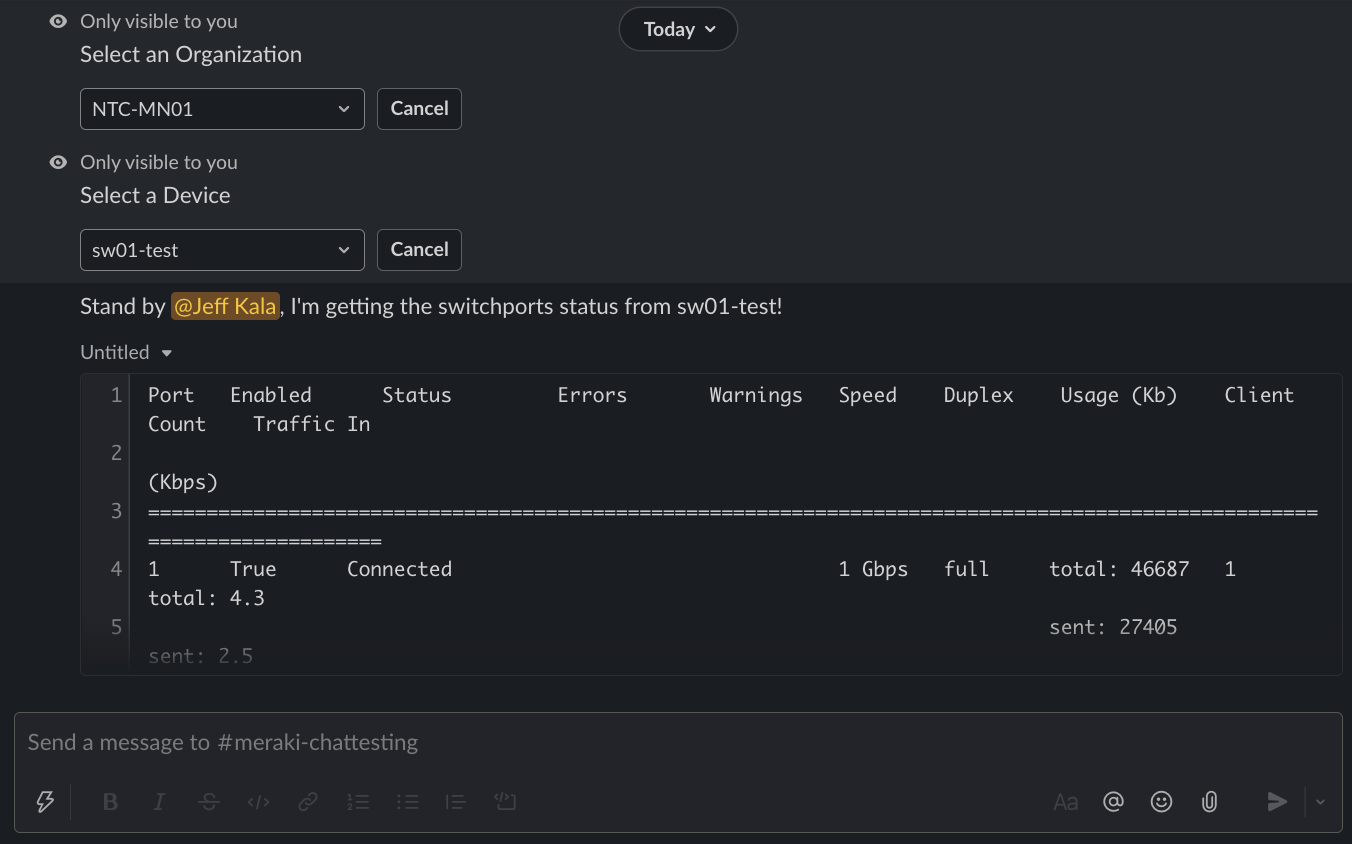 Only visible to you
Today
Select an Organization
NTC-MN01 Cancel
Only visible to you
Select a Device
sw01-test Cancel
Stand by @Jeff Kala, I'm getting the switchports status from sw01-test!
Untitled
1 Port Enabled Status Errors Warnings Speed Duplex Usage (Kb) Client
Count Traffic In
2
(Kbps)
3 ====================================================================================================
====================
4 1 True Connected 1 Gbps full total: 46687 1
total: 4.3
5 sent: 27405
sent: 2.5
Send a message to #meraki-chattesting
B I S </> Aa @